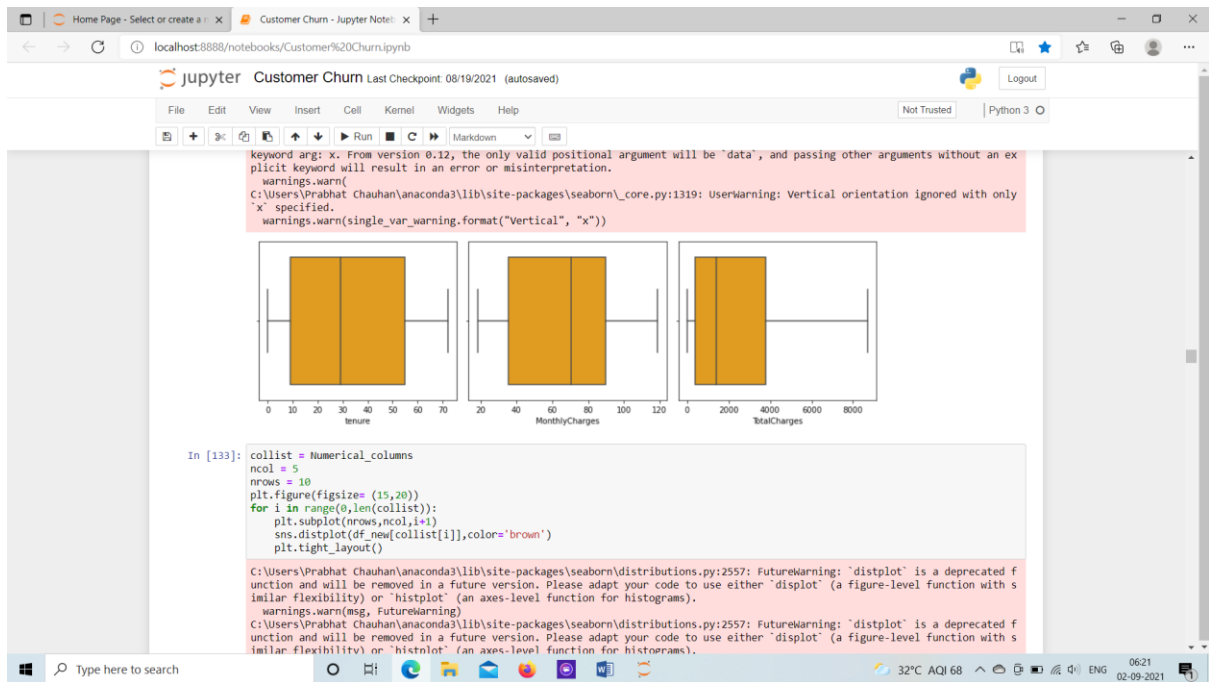 Home Page - Select or create a n
Customer Churn - Jupyter Noteb
localhost:8888/notebooks/Customer%20Churn.ipynb
jupyter Customer Churn Last Checkpoint: 08/19/2021 (autosaved)
Logout
File Edit View Insert Cell Kernel Widgets Help
Not Trusted
Python 3
Run
Markdown
keyword arg: x. From version 0.12, the only valid positional argument will be `data`, and passing other arguments without an ex
plicit keyword will result in an error or misinterpretation.
warnings.warn(
C:\Users\Prabhat Chauhan\anaconda3\lib\site-packages\seaborn\_core.py:1319: UserWarning: Vertical orientation ignored with only
`x` specified.
warnings.warn(single_var_warning.format("Vertical", "x"))
0 10 20 30 40 50 60 70
tenure
20 40 60 80 100 120
MonthlyCharges
0 2000 4000 6000 8000
TotalCharges
In [133]:
collist = Numerical_columns
ncol = 5
nrows = 10
plt.figure(figsize= (15,20))
for i in range(0,len(collist)):
plt.subplot(nrows,ncol,i+1)
sns.distplot(df_new[collist[i]],color='brown')
plt.tight_layout()
C:\Users\Prabhat Chauhan\anaconda3\lib\site-packages\seaborn\distributions.py:2557: FutureWarning: `distplot` is a deprecated f
unction and will be removed in a future version. Please adapt your code to use either `displot` (a figure-level function with s
imilar flexibility) or `histplot` (an axes-level function for histograms).
warnings.warn(msg, FutureWarning)
C:\Users\Prabhat Chauhan\anaconda3\lib\site-packages\seaborn\distributions.py:2557: FutureWarning: `distplot` is a deprecated f
unction and will be removed in a future version. Please adapt your code to use either `displot` (a figure-level function with s
imilar flexibility) or `histplot` (an axes-level function for histograms).
Type here to search
32°C AQI 68
ENG
06:21
02-09-2021